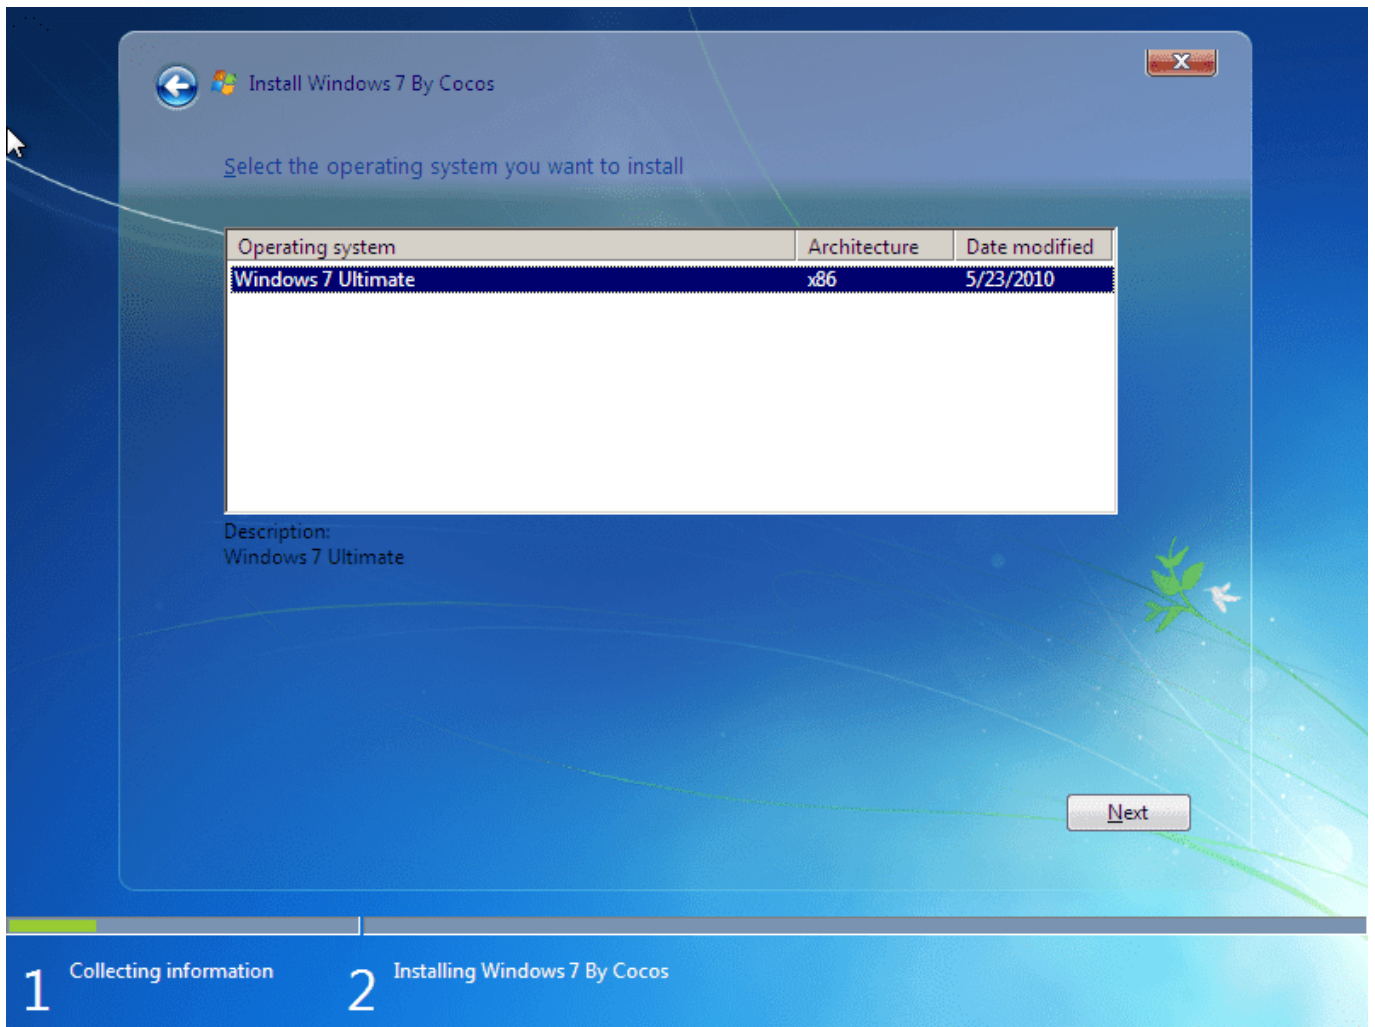 Install Windows 7 By Cocos
X
Select the operating system you want to install
Operating system Architecture Date modified
Windows 7 Ultimate x86 5/23/2010
Description:
Windows 7 Ultimate
Next
1 Collecting information 2 Installing Windows 7 By Cocos